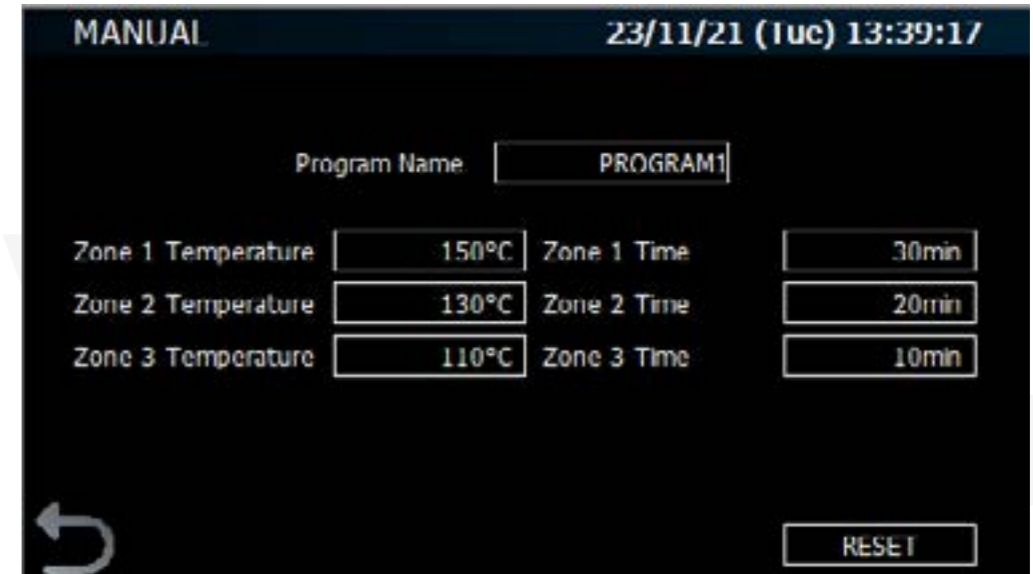 MANUAL 23/11/21 (Tue) 13:39:17
Program Name PROGRAM1
Zone 1 Temperature 150°C Zone 1 Time 30min
Zone 2 Temperature 130°C Zone 2 Time 20min
Zone 3 Temperature 110°C Zone 3 Time 10min
RESET